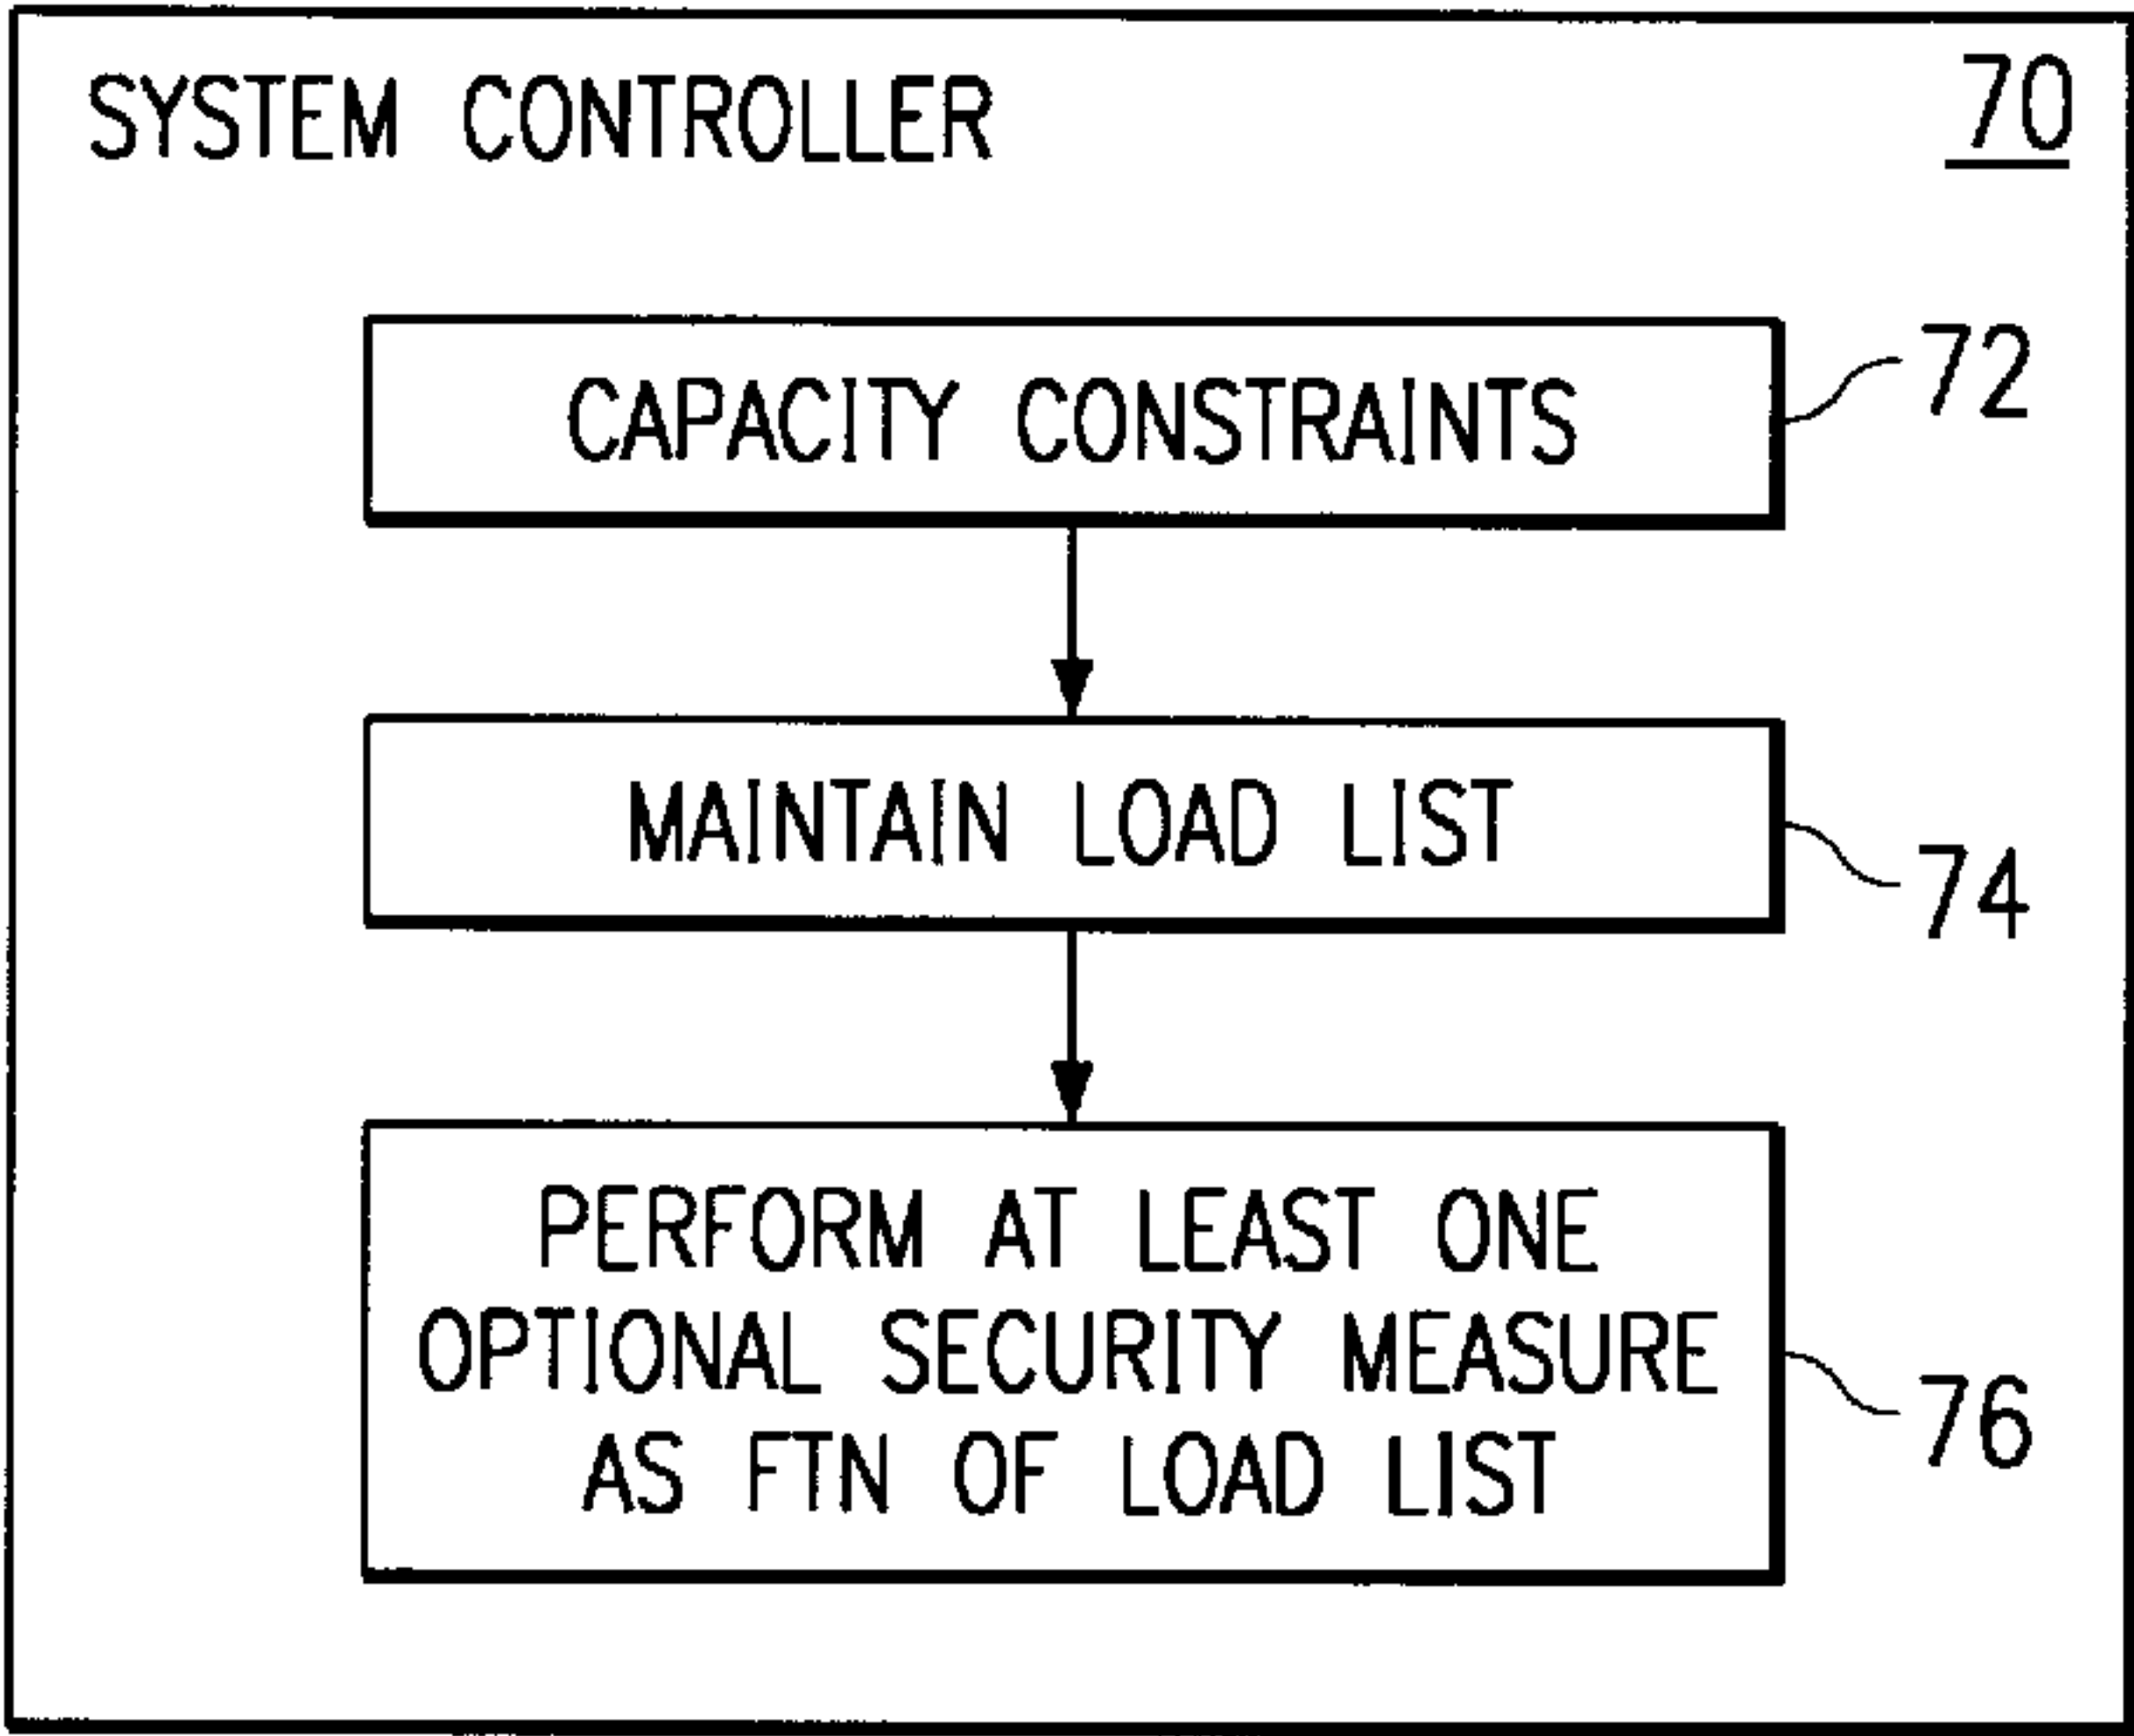 SYSTEM CONTROLLER
70
CAPACITY CONSTRAINTS
72
MAINTAIN LOAD LIST
74
PERFORM AT LEAST ONE
OPTIONAL SECURITY MEASURE
AS FTN OF LOAD LIST
76